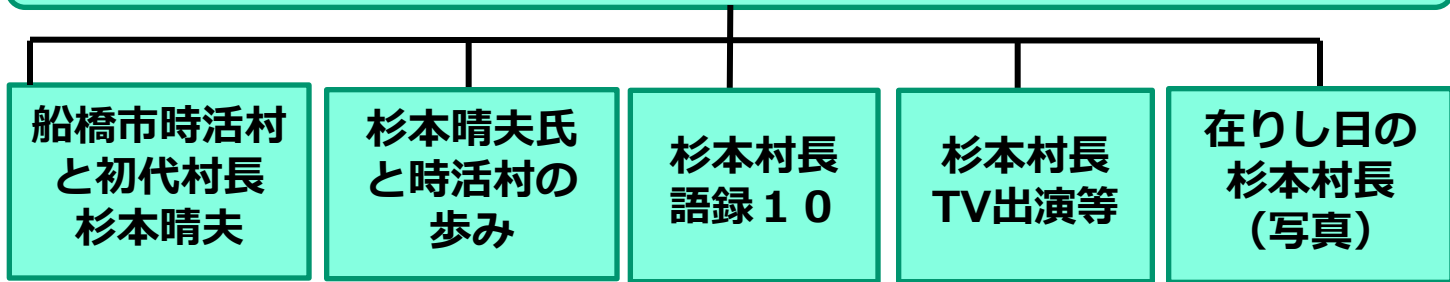 船橋市時活村
と初代村長
杉本晴夫
杉本晴夫氏
と時活村の
歩み
杉本村長
語録１０
杉本村長
TV出演等
在りし日の
杉本村長
（写真）